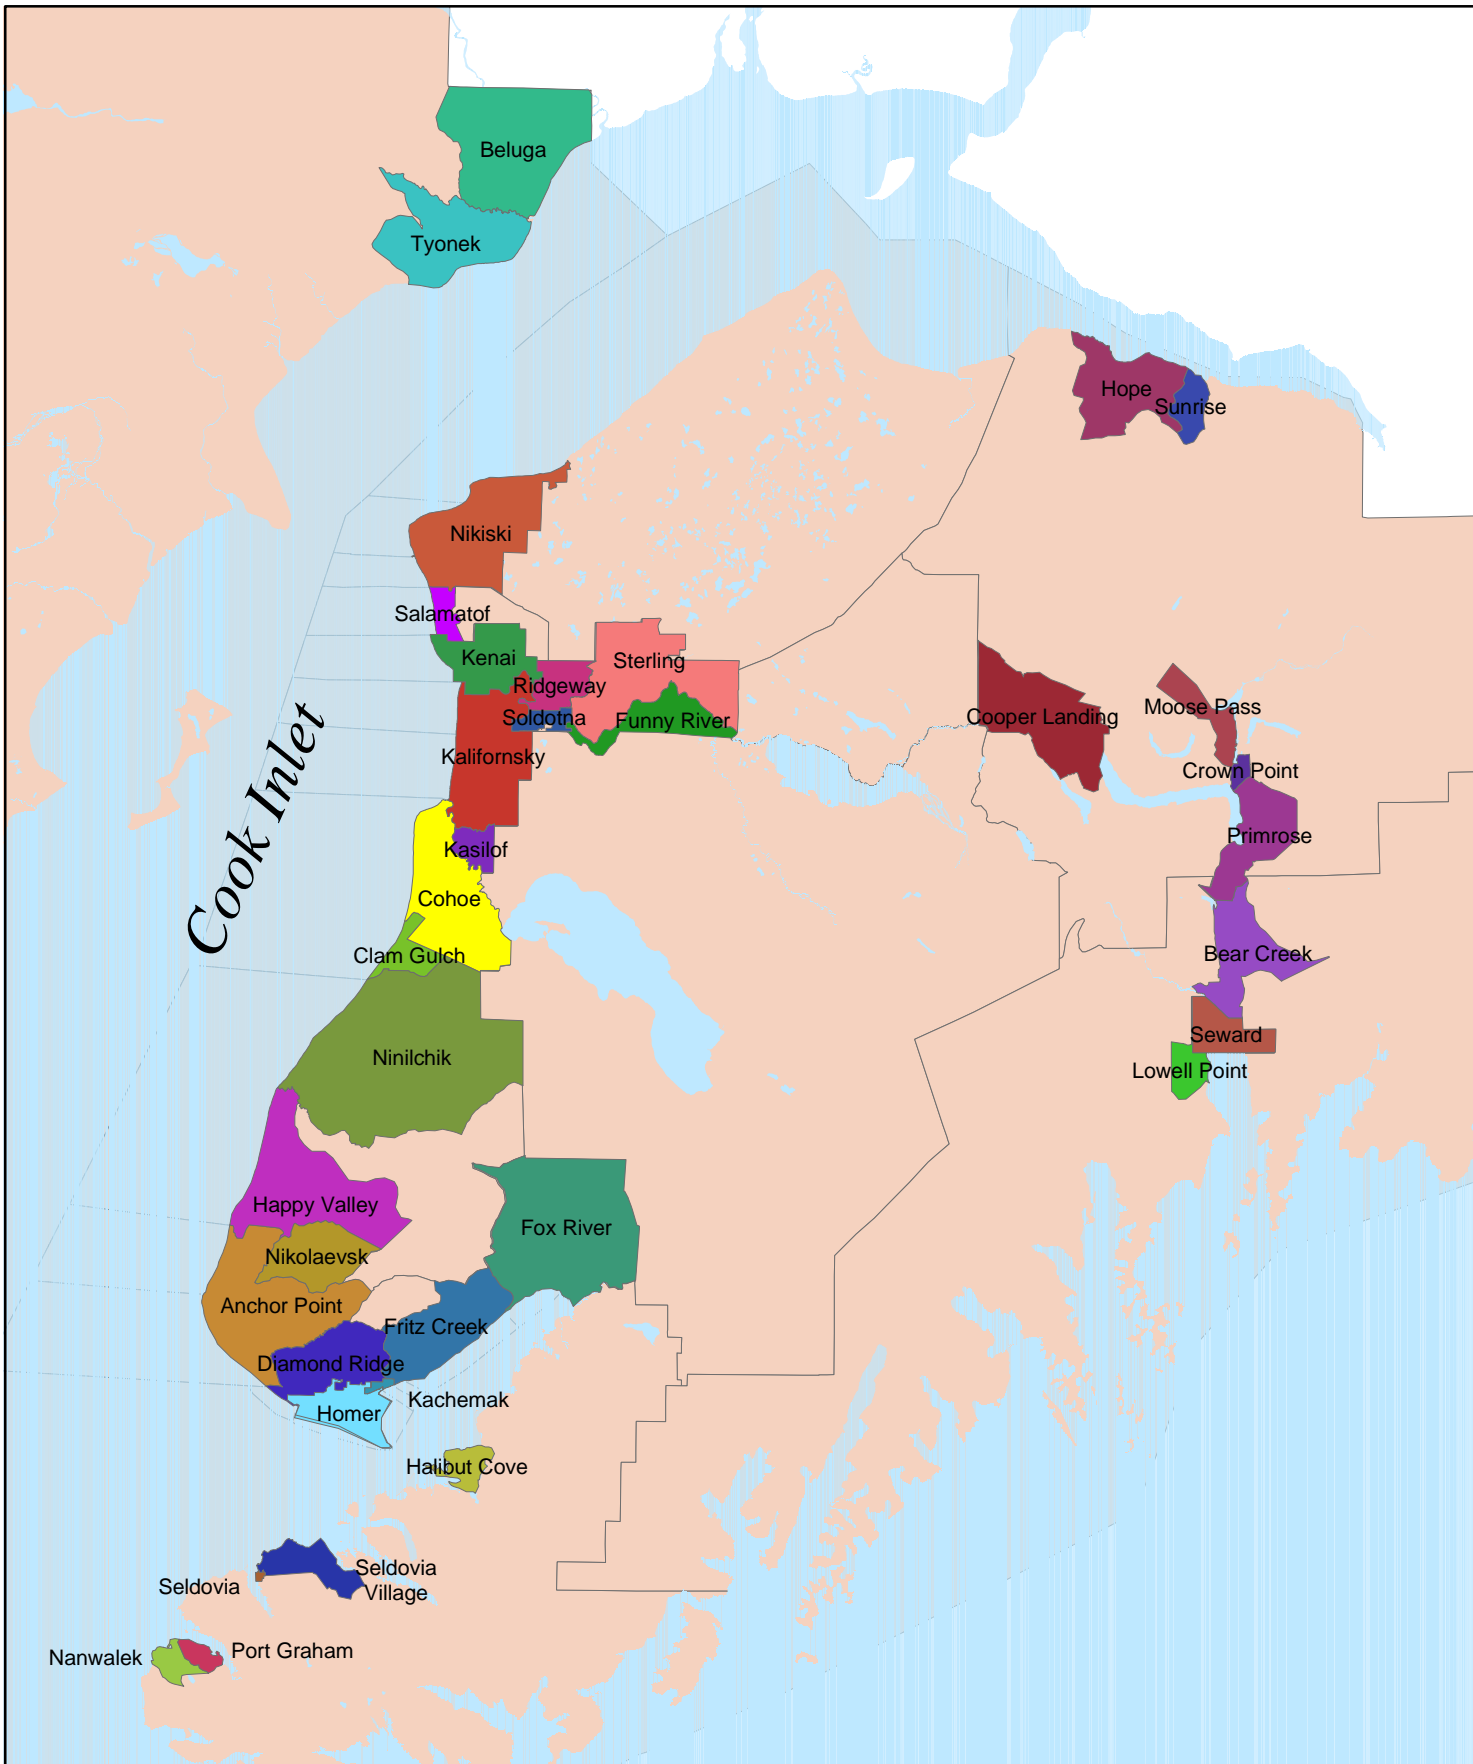 Beluga
Tyonek
Hope
Sunrise
Nikiski
Salamatof
Kenai
Sterling
Ridgeway
Soldotna
Funny River
Kalifornsky
Cooper Landing
Moose Pass
Crown Point
Primrose
Kasilof
Cohoe
Cook Inlet
Clam Gulch
Bear Creek
Seward
Ninilchik
Lowell Point
Happy Valley
Fox River
Nikolaevsk
Anchor Point
Fritz Creek
Diamond Ridge
Kachemak
Homer
Halibut Cove
Seldovia
Village
Seldovia
Port Graham
Nanwalek